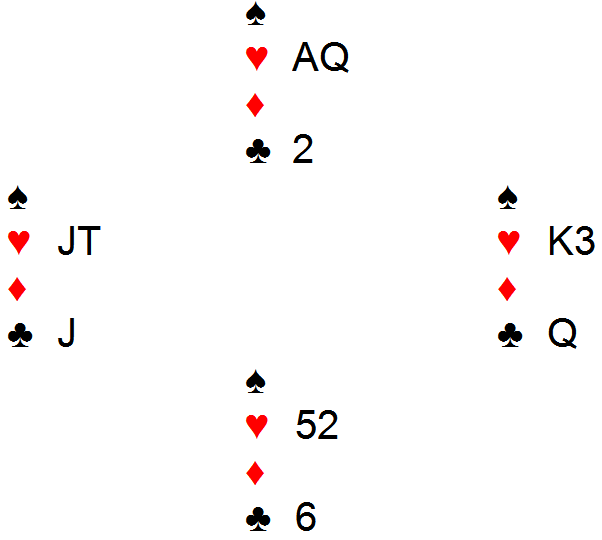 ♠
♥ AQ
♦
♣ 2
♠
♥ JT
♦
♣ J
♠
♥ K3
♦
♣ Q
♠
♥ 52
♦
♣ 6